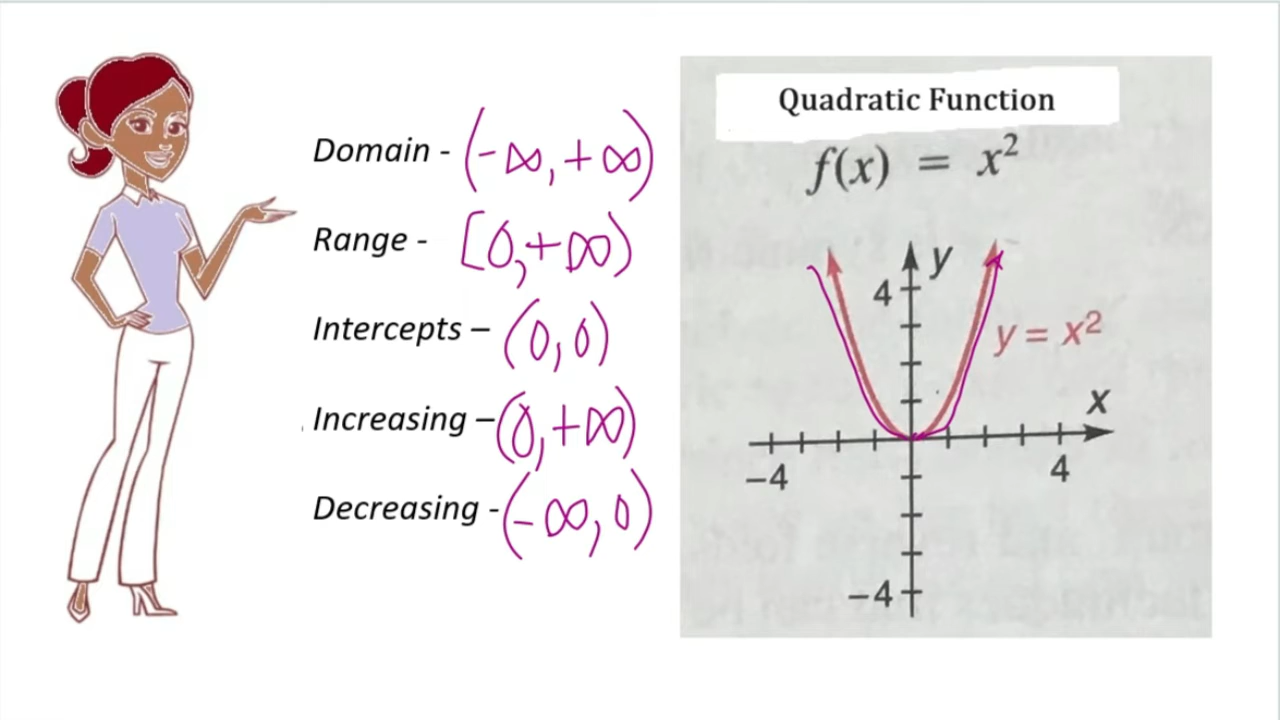 Domain - (-∞, +∞)
Range - [0, +∞)
Intercepts – (0, 0)
Increasing – (0, +∞)
Decreasing - (-∞, 0)
Quadratic Function
f(x) = x²
y
4
y = x²
x
-4
4
-4